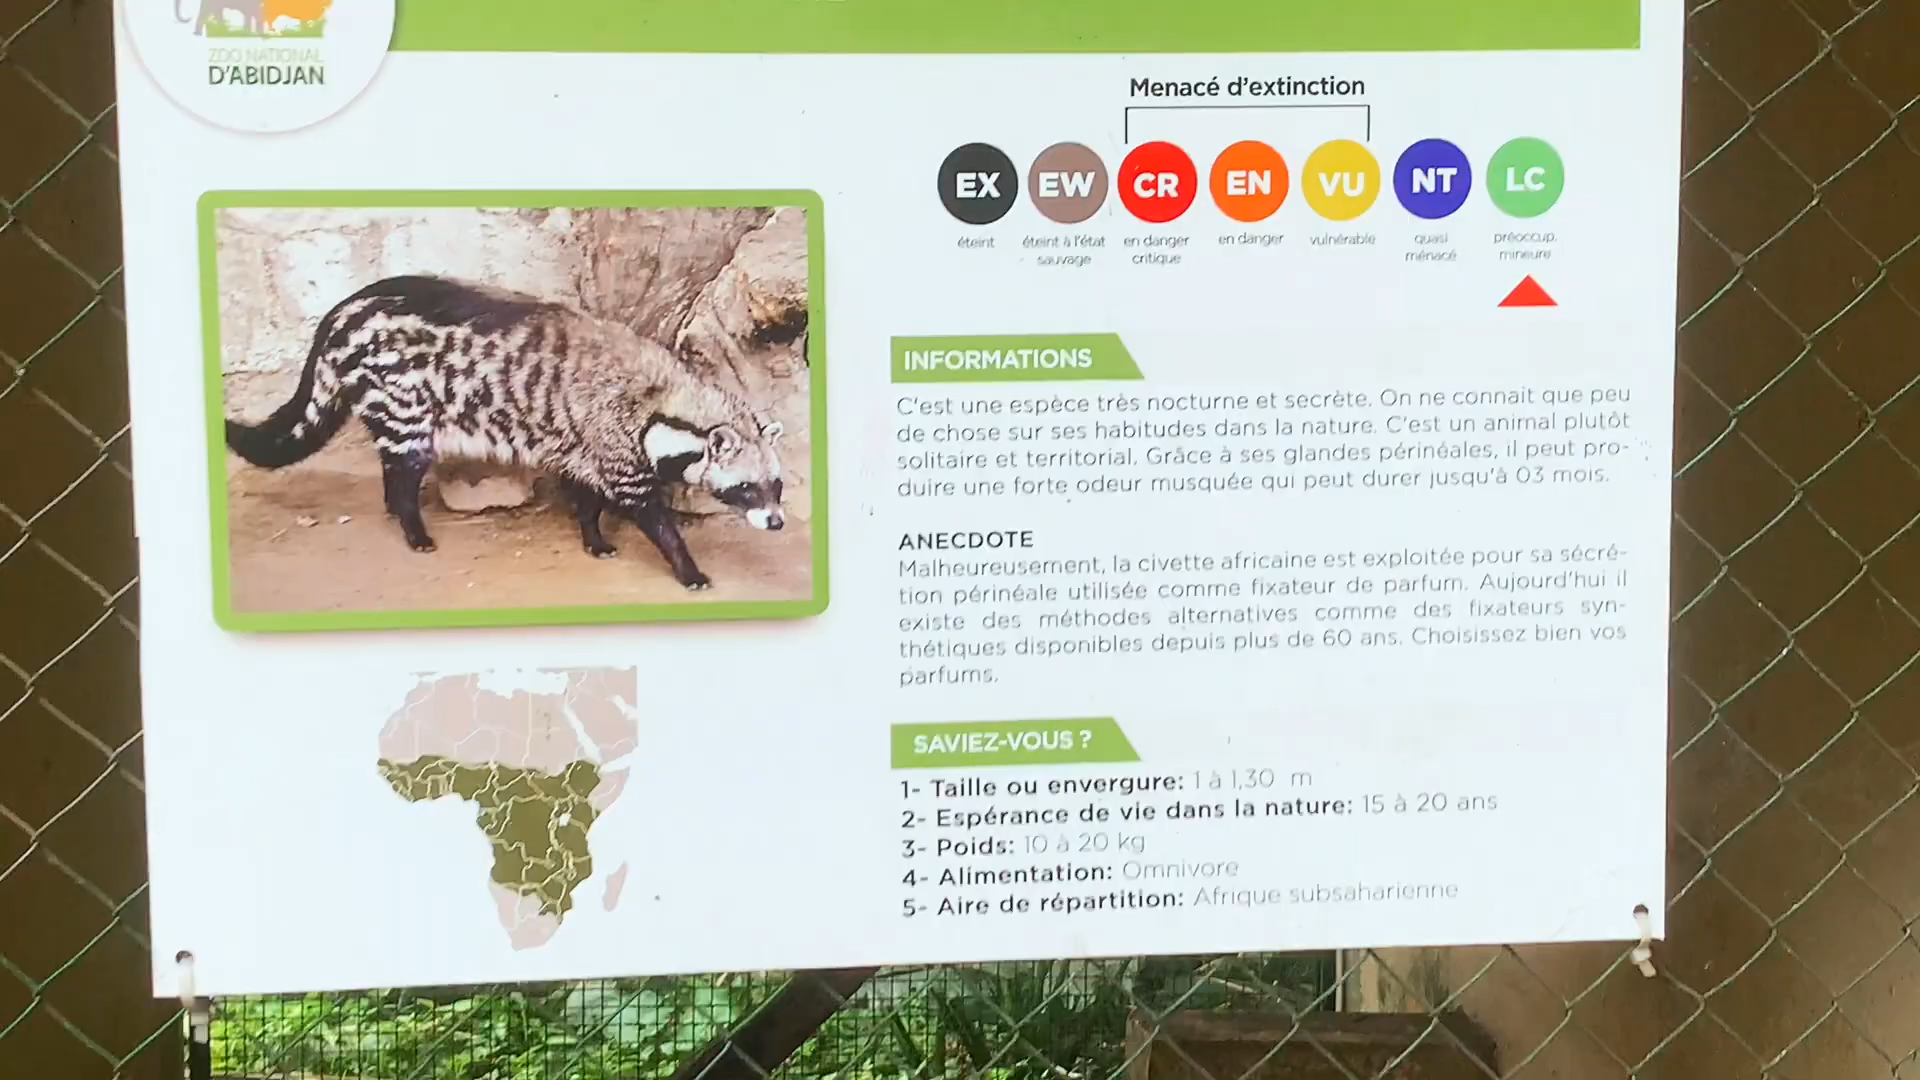 ZOO NATIONAL
D'ABIDJAN
Menacé d'extinction
EX EW CR EN VU NT LC
éteint
éteint à l'état
sauvage
en danger
critique
en danger
vulnérable
quasi
ménacé
préoccup.
mineure
INFORMATIONS
C'est une espèce très nocturne et secrète. On ne connait que peu
de chose sur ses habitudes dans la nature. C'est un animal plutôt
solitaire et territorial. Grâce à ses glandes périnéales, il peut pro-
duire une forte odeur musquée qui peut durer jusqu'à 03 mois.
ANECDOTE
Malheureusement, la civette africaine est exploitée pour sa sécré-
tion périnéale utilisée comme fixateur de parfum. Aujourd'hui il
existe des méthodes alternatives comme des fixateurs syn-
thétiques disponibles depuis plus de 60 ans. Choisissez bien vos
parfums.
SAVIEZ-VOUS ?
1- Taille ou envergure: 1 à 1,30 m
2- Espérance de vie dans la nature: 15 à 20 ans
3- Poids: 10 à 20 kg
4- Alimentation: Omnivore
5- Aire de répartition: Afrique subsaharienne